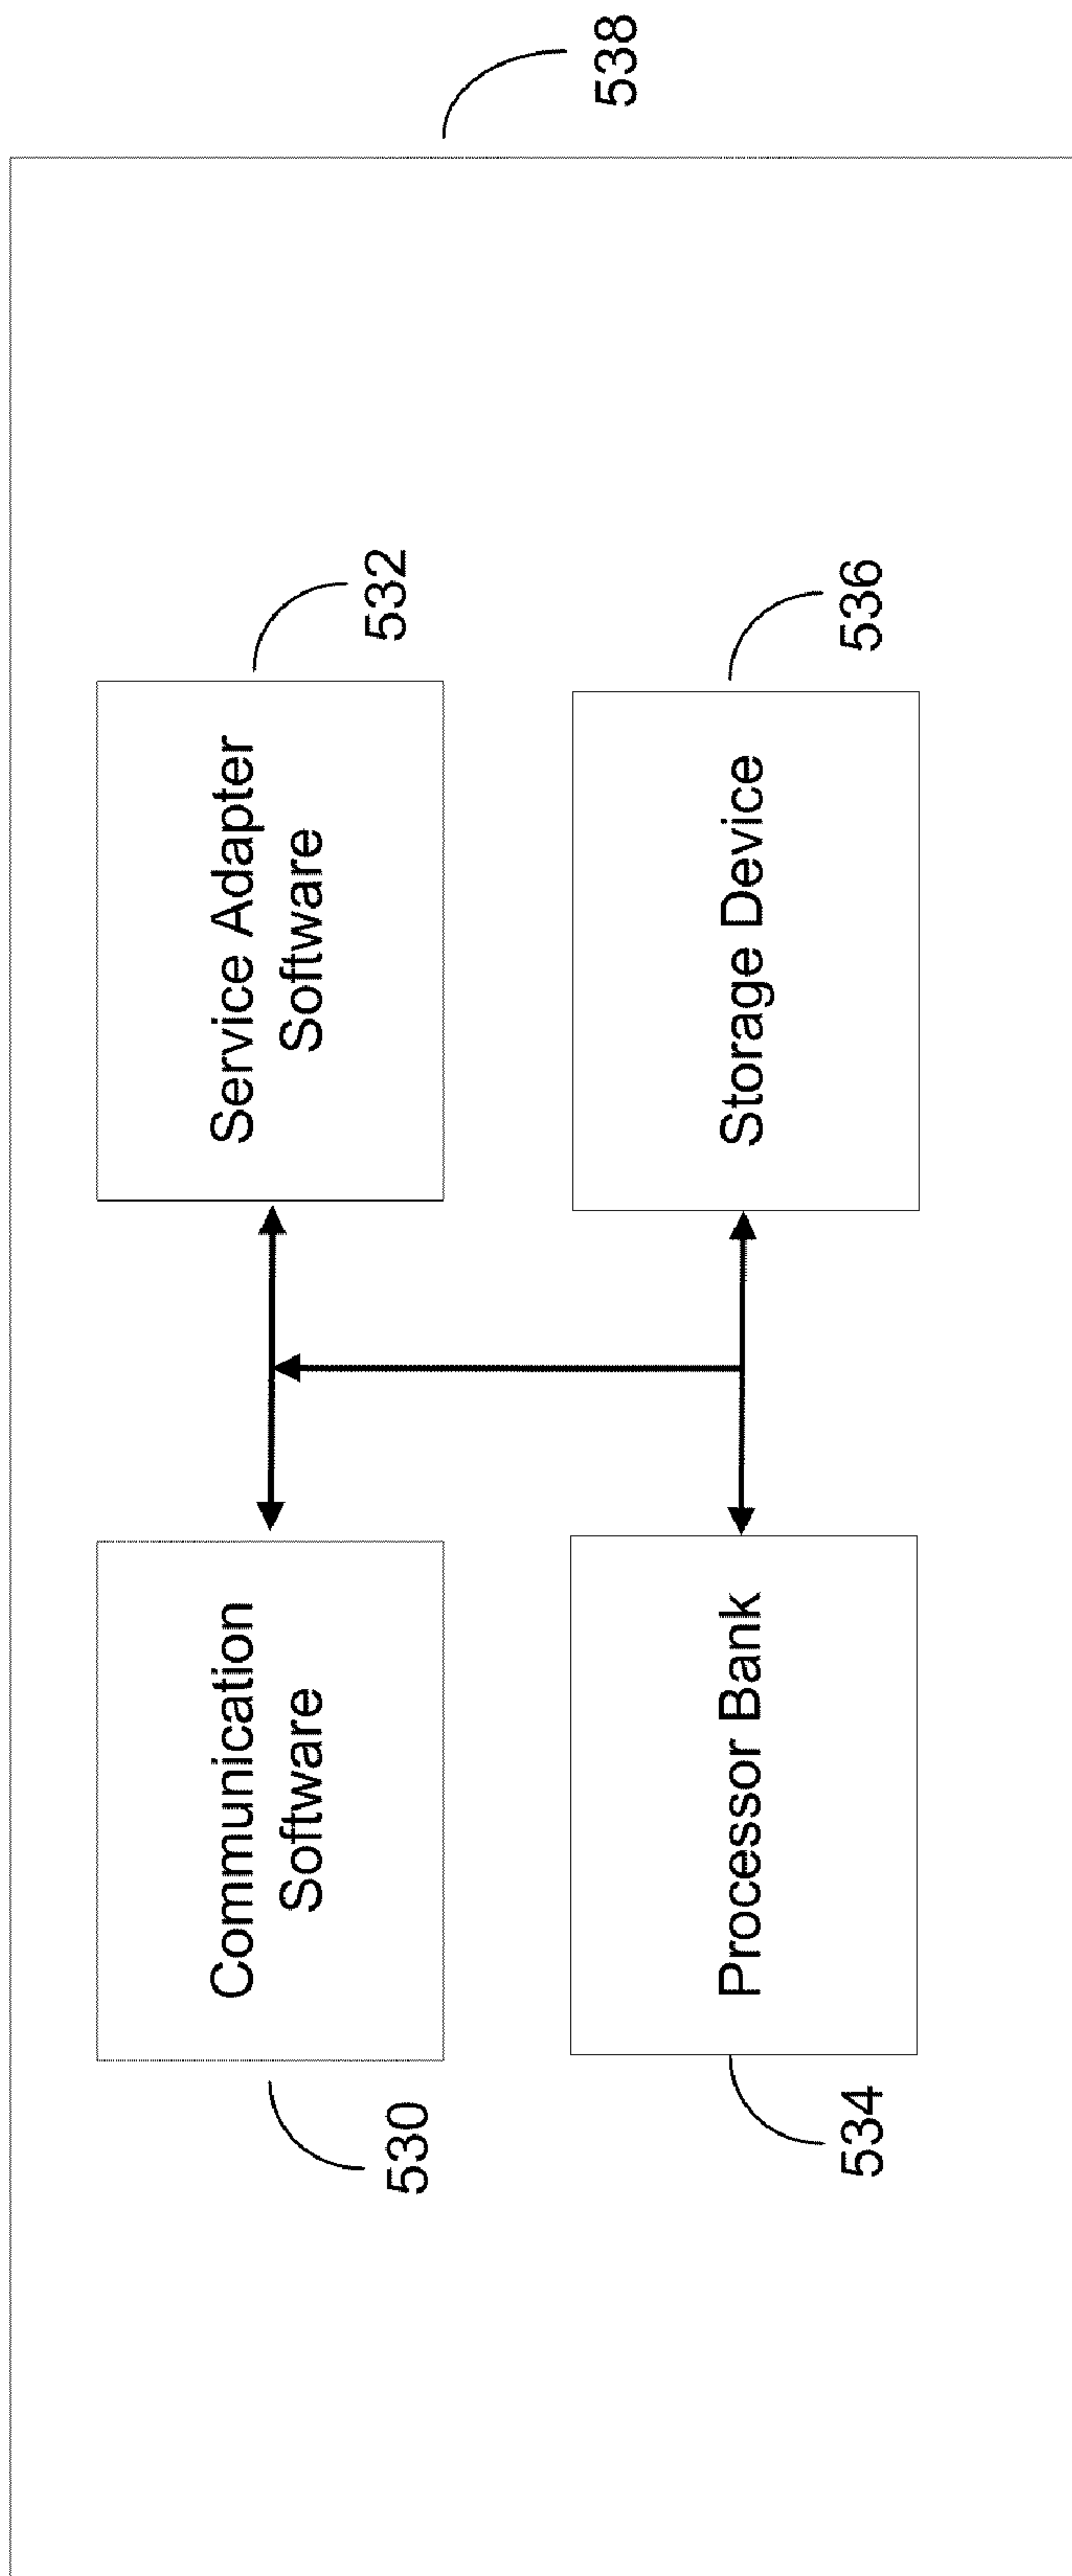 538
Communication
Software
530
Service Adapter
Software
532
Processor Bank
534
Storage Device
536